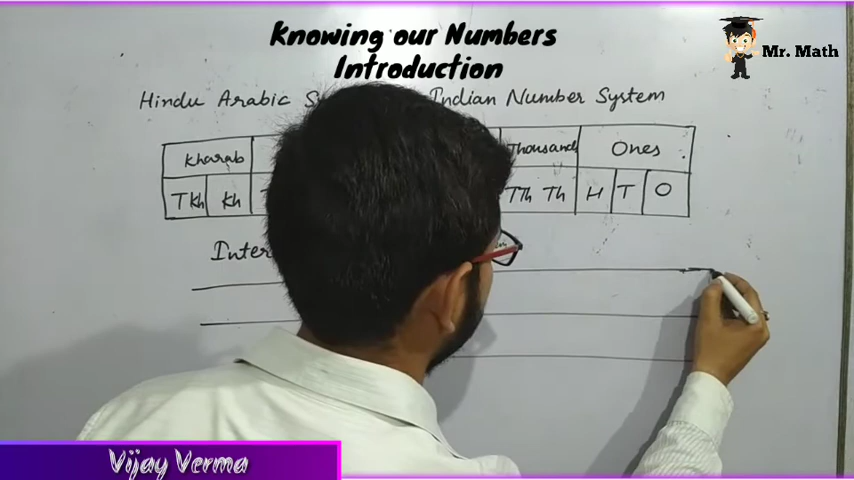 Knowing our Numbers
Introduction
Mr. Math
Hindu Arabic Indian Number System
Kharab Thousands Ones
TKh Kh TTh Th H T O
Vijay Verma